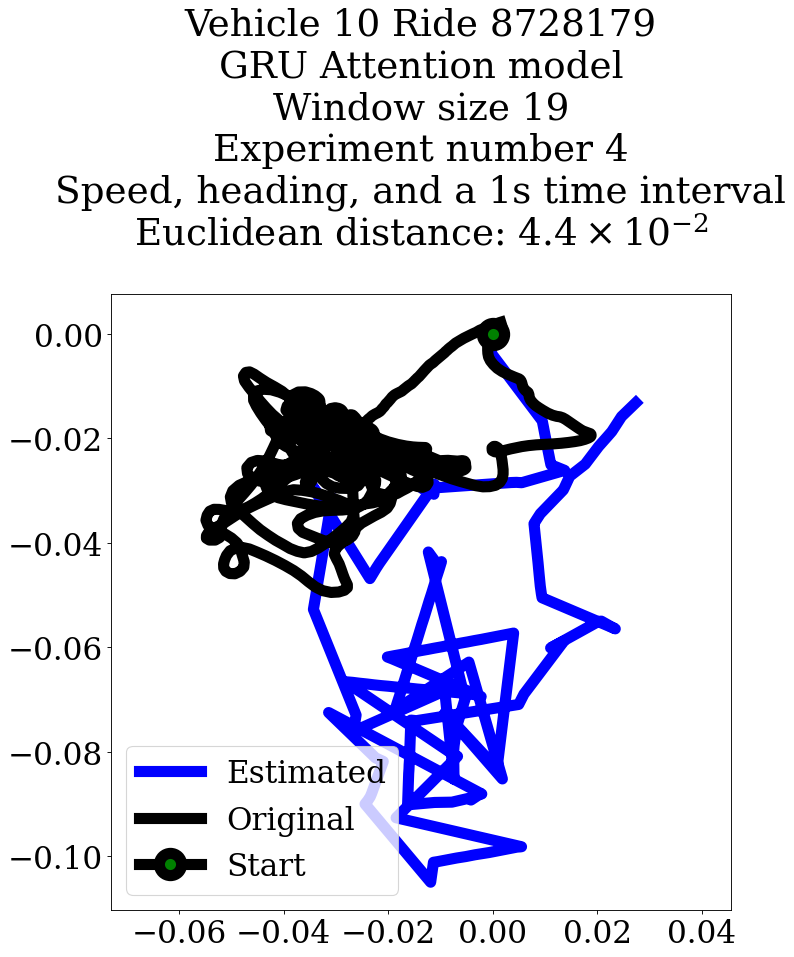 Vehicle 10 Ride 8728179
GRU Attention model
Window size 19
Experiment number 4
Speed, heading, and a 1s time interval
Euclidean distance: 4.4 × 10⁻²
0.00
−0.02
−0.04
−0.06
−0.08
−0.10
Estimated
Original
Start
−0.06 −0.04 −0.02 0.00 0.02 0.04